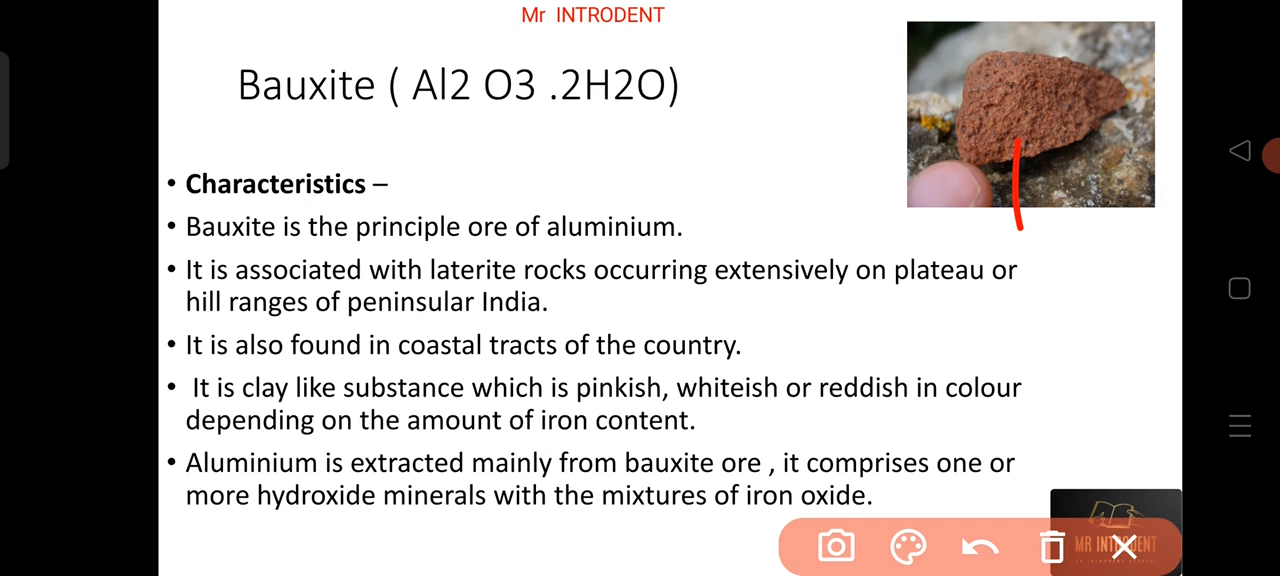 Mr INTRODENT
Bauxite ( Al2 O3 .2H2O)
• Characteristics –
• Bauxite is the principle ore of aluminium.
• It is associated with laterite rocks occurring extensively on plateau or
hill ranges of peninsular India.
• It is also found in coastal tracts of the country.
• It is clay like substance which is pinkish, whiteish or reddish in colour
depending on the amount of iron content.
• Aluminium is extracted mainly from bauxite ore , it comprises one or
more hydroxide minerals with the mixtures of iron oxide.
MR INTRODENT